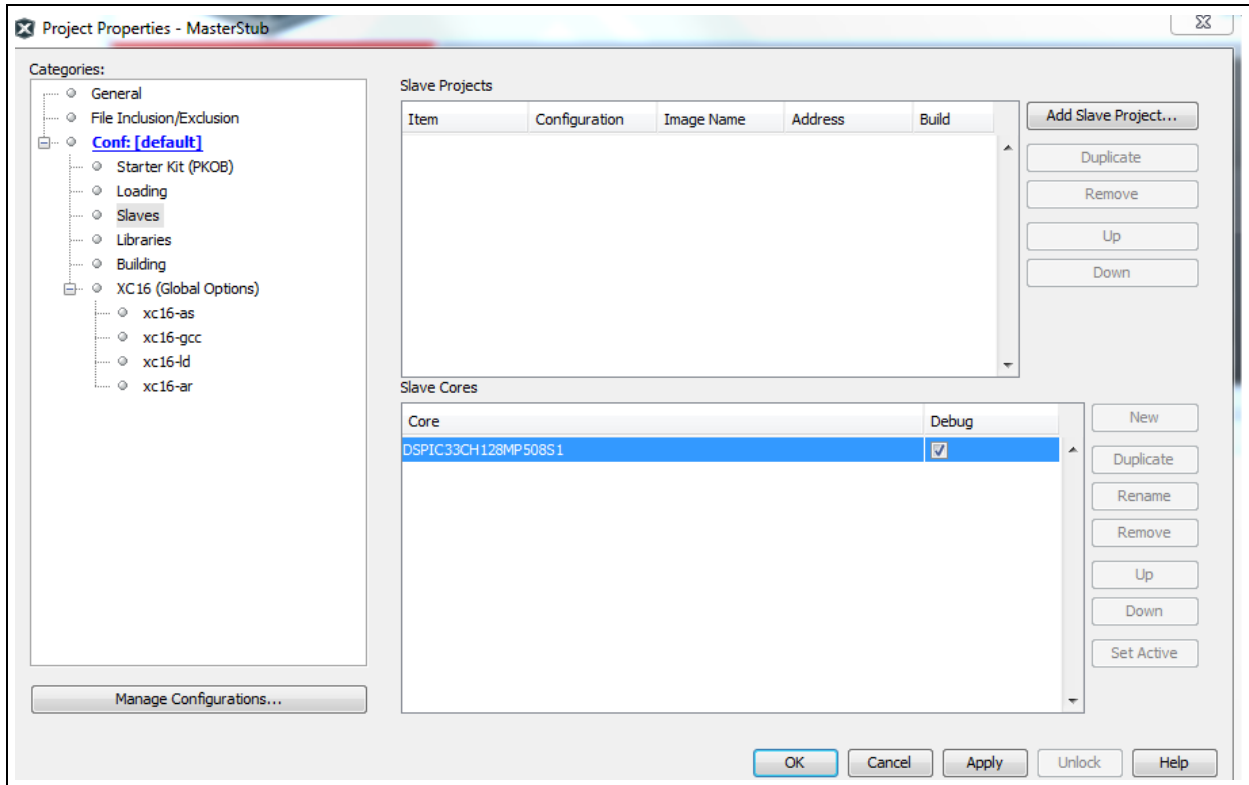 Project Properties - MasterStub
Categories:
General
File Inclusion/Exclusion
Conf: [default]
Starter Kit (PKOB)
Loading
Slaves
Libraries
Building
XC16 (Global Options)
xc16-as
xc16-gcc
xc16-ld
xc16-ar
Manage Configurations...
Slave Projects
Item Configuration Image Name Address Build
Add Slave Project...
Duplicate
Remove
Up
Down
Slave Cores
Core Debug
DSPIC33CH128MP508S1
New
Duplicate
Rename
Remove
Up
Down
Set Active
OK Cancel Apply Unlock Help